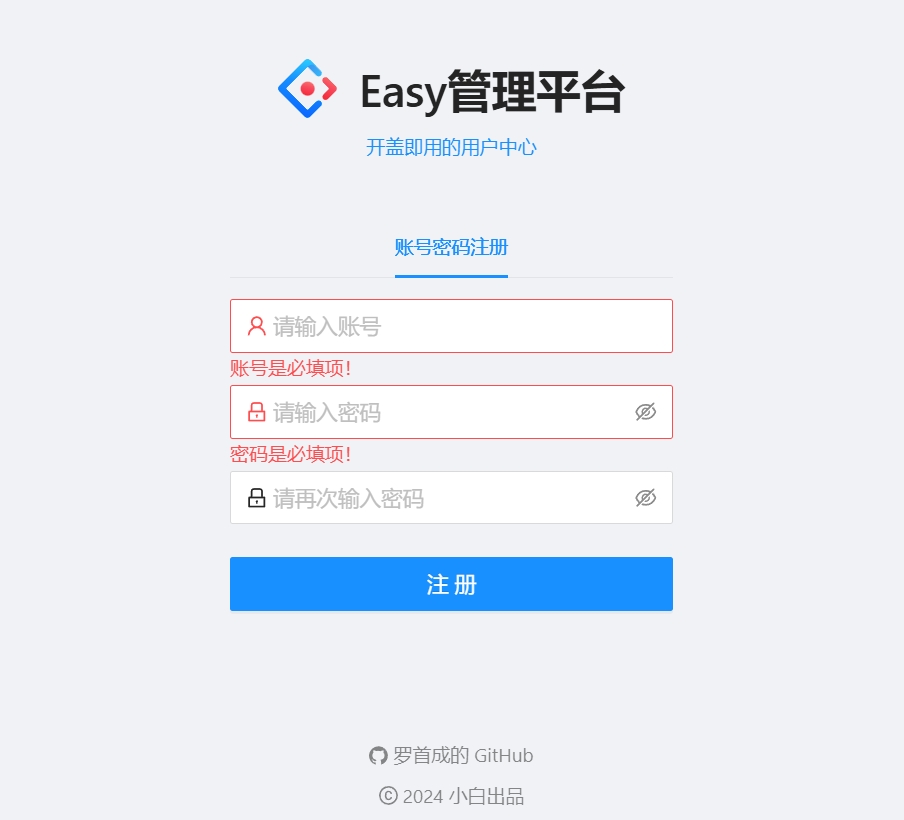 Easy管理平台
开盖即用的用户中心
账号密码注册
请输入账号
账号是必填项！
请输入密码
密码是必填项！
请再次输入密码
注 册
罗首成的 GitHub
© 2024 小白出品